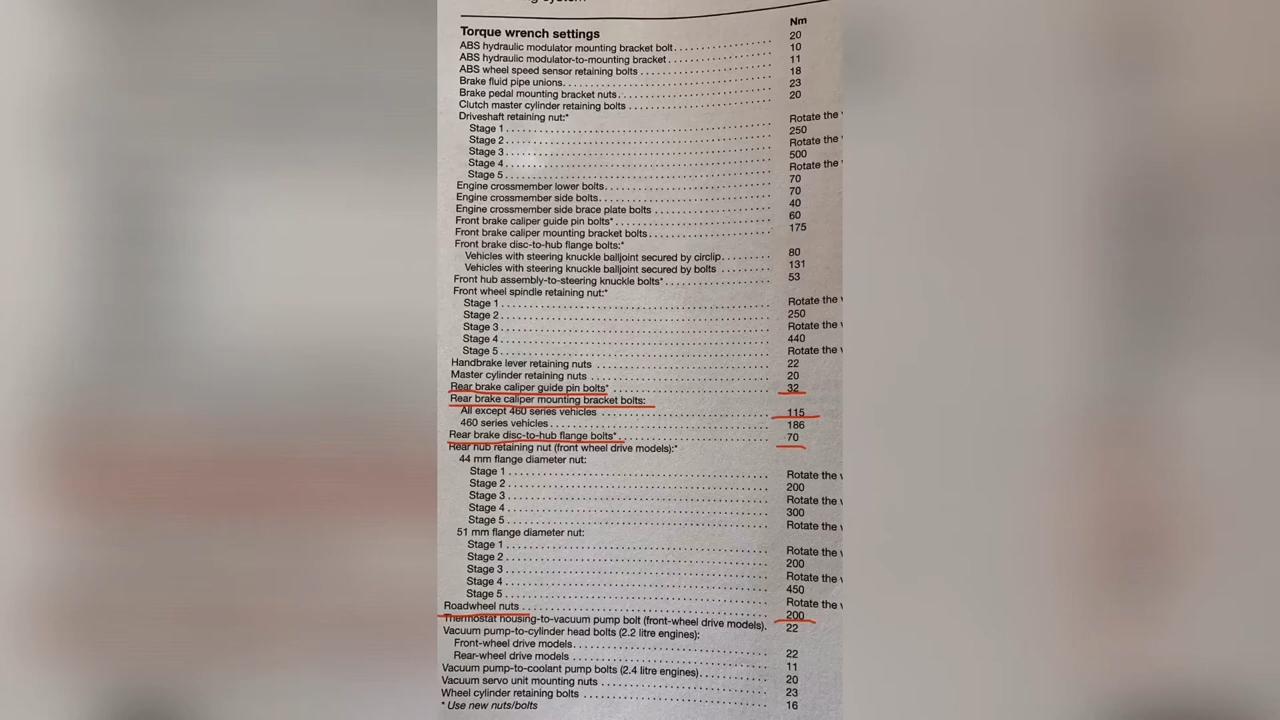 system
Torque wrench settings Nm
ABS hydraulic modulator mounting bracket bolt 20
ABS hydraulic modulator-to-mounting bracket 10
ABS wheel speed sensor retaining bolts 11
Brake fluid pipe unions 18
Brake pedal mounting bracket nuts 23
Clutch master cylinder retaining bolts 20
Driveshaft retaining nut:*
Stage 1 Rotate the
Stage 2 250
Stage 3 Rotate the
Stage 4 500
Stage 5 Rotate the
Engine crossmember lower bolts 70
Engine crossmember side bolts 70
Engine crossmember side brace plate bolts 40
Front brake caliper guide pin bolts* 60
Front brake caliper mounting bracket bolts 175
Front brake disc-to-hub flange bolts:*
Vehicles with steering knuckle balljoint secured by circlip 80
Vehicles with steering knuckle balljoint secured by bolts 131
Front hub assembly-to-steering knuckle bolts* 53
Front wheel spindle retaining nut:*
Stage 1 Rotate the
Stage 2 250
Stage 3 Rotate the
Stage 4 440
Stage 5 Rotate the
Handbrake lever retaining nuts 22
Master cylinder retaining nuts 20
Rear brake caliper guide pin bolts* 32
Rear brake caliper mounting bracket bolts:
All except 460 series vehicles 115
460 series vehicles 186
Rear brake disc-to-hub flange bolts* 70
Rear hub retaining nut (front wheel drive models):*
44 mm flange diameter nut:
Stage 1 Rotate the
Stage 2 200
Stage 3 Rotate the
Stage 4 300
Stage 5 Rotate the
51 mm flange diameter nut:
Stage 1 Rotate the
Stage 2 200
Stage 3 Rotate the
Stage 4 450
Stage 5 Rotate the
Roadwheel nuts 200
Thermostat housing-to-vacuum pump bolt (front-wheel drive models). 22
Vacuum pump-to-cylinder head bolts (2.2 litre engines):
Front-wheel drive models 22
Rear-wheel drive models 11
Vacuum pump-to-coolant pump bolts (2.4 litre engines) 20
Vacuum servo unit mounting nuts 23
Wheel cylinder retaining bolts 16
* Use new nuts/bolts